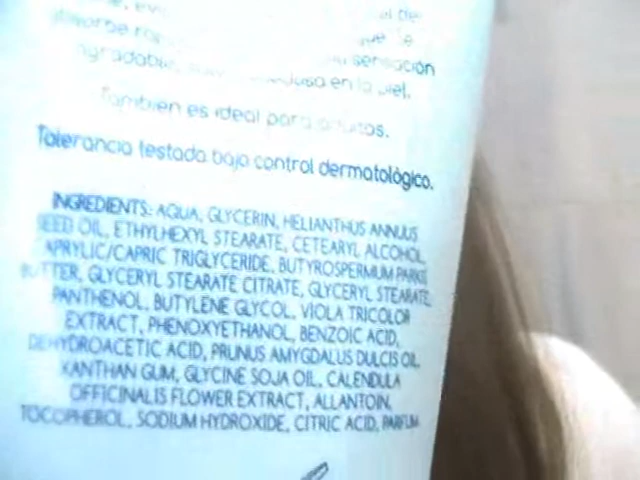 absorbe
sensación
en la piel.
También es ideal para adultos.
Tolerancia testada bajo control dermatológico.
INGREDIENTS: AQUA, GLYCERIN, HELIANTHUS ANNUUS
SEED OIL, ETHYLHEXYL STEARATE, CETEARYL ALCOHOL,
APRYLIC/CAPRIC TRIGLYCERIDE, BUTYROSPERMUM PARKII
BUTTER, GLYCERYL STEARATE CITRATE, GLYCERYL STEARATE,
PANTHENOL, BUTYLENE GLYCOL, VIOLA TRICOLOR
EXTRACT, PHENOXYETHANOL, BENZOIC ACID,
DEHYDROACETIC ACID, PRUNUS AMYGDALUS DULCIS OIL,
XANTHAN GUM, GLYCINE SOJA OIL, CALENDULA
OFFICINALIS FLOWER EXTRACT, ALLANTOIN,
TOCOPHEROL, SODIUM HYDROXIDE, CITRIC ACID, PARFUM.